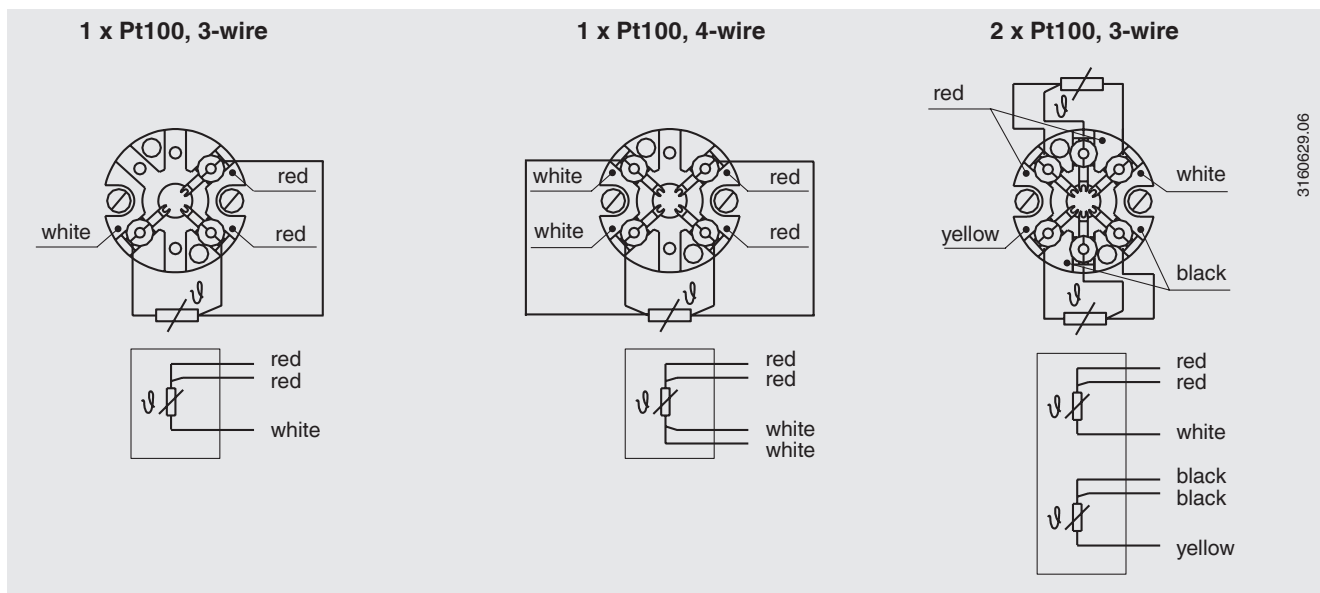 1 x Pt100, 3-wire
red
white
red
ϑ
red
red
ϑ
white
1 x Pt100, 4-wire
white
red
white
red
ϑ
red
red
ϑ
white
white
2 x Pt100, 3-wire
red
ϑ
white
yellow
black
ϑ
red
red
ϑ
white
black
black
ϑ
yellow
3160629.06